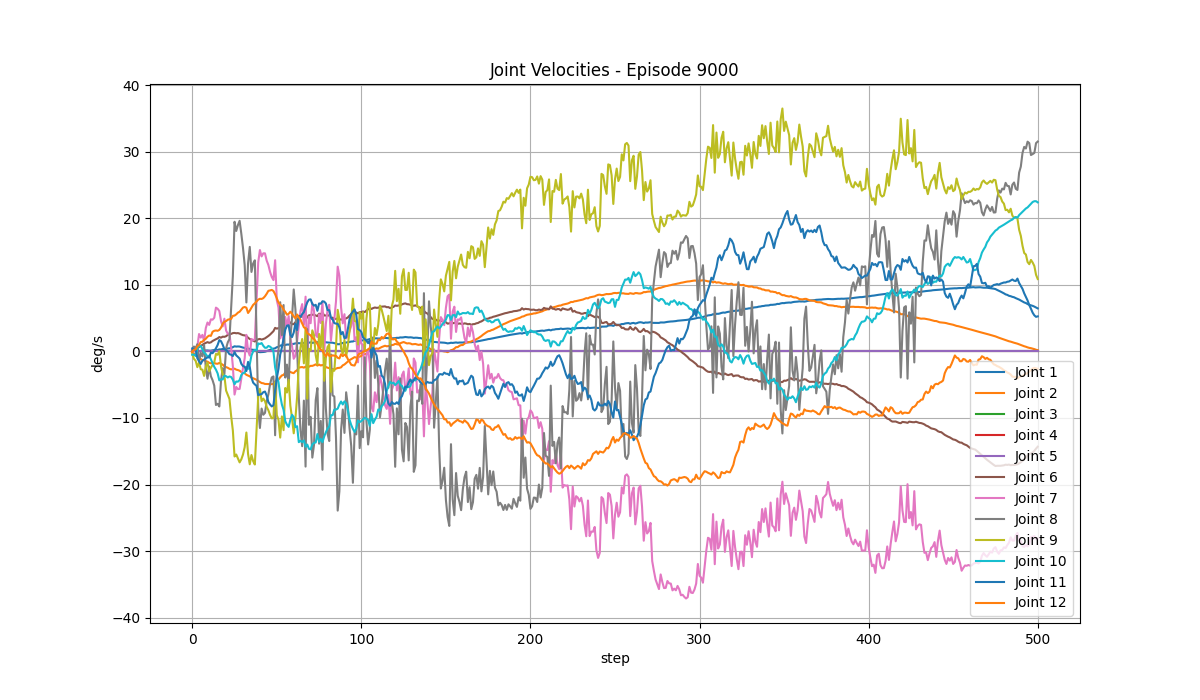 Joint Velocities - Episode 9000
deg/s
40
30
20
10
0
−10
−20
−30
−40
0 100 200 300 400 500
step
Joint 1
Joint 2
Joint 3
Joint 4
Joint 5
Joint 6
Joint 7
Joint 8
Joint 9
Joint 10
Joint 11
Joint 12